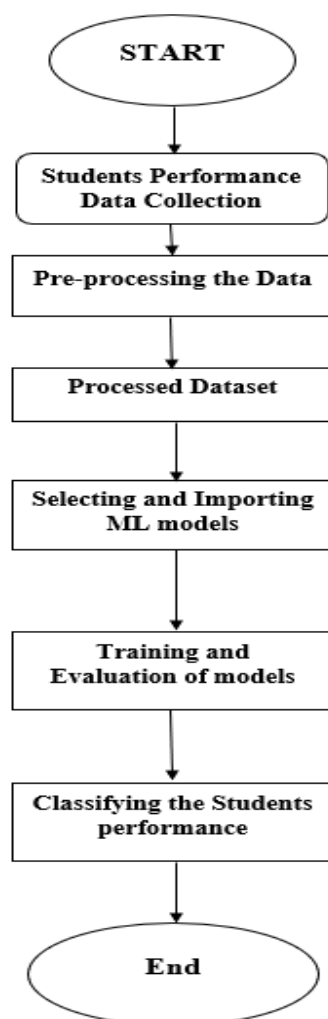 START
Students Performance
Data Collection
Pre-processing the Data
Processed Dataset
Selecting and Importing
ML models
Training and
Evaluation of models
Classifying the Students
performance
End